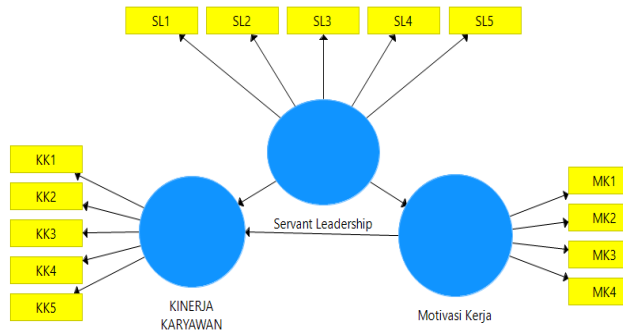 SL1
SL2
SL3
SL4
SL5
KK1
KK2
KK3
KK4
KK5
Servant Leadership
MK1
MK2
MK3
MK4
KINERJA
KARYAWAN
Motivasi Kerja